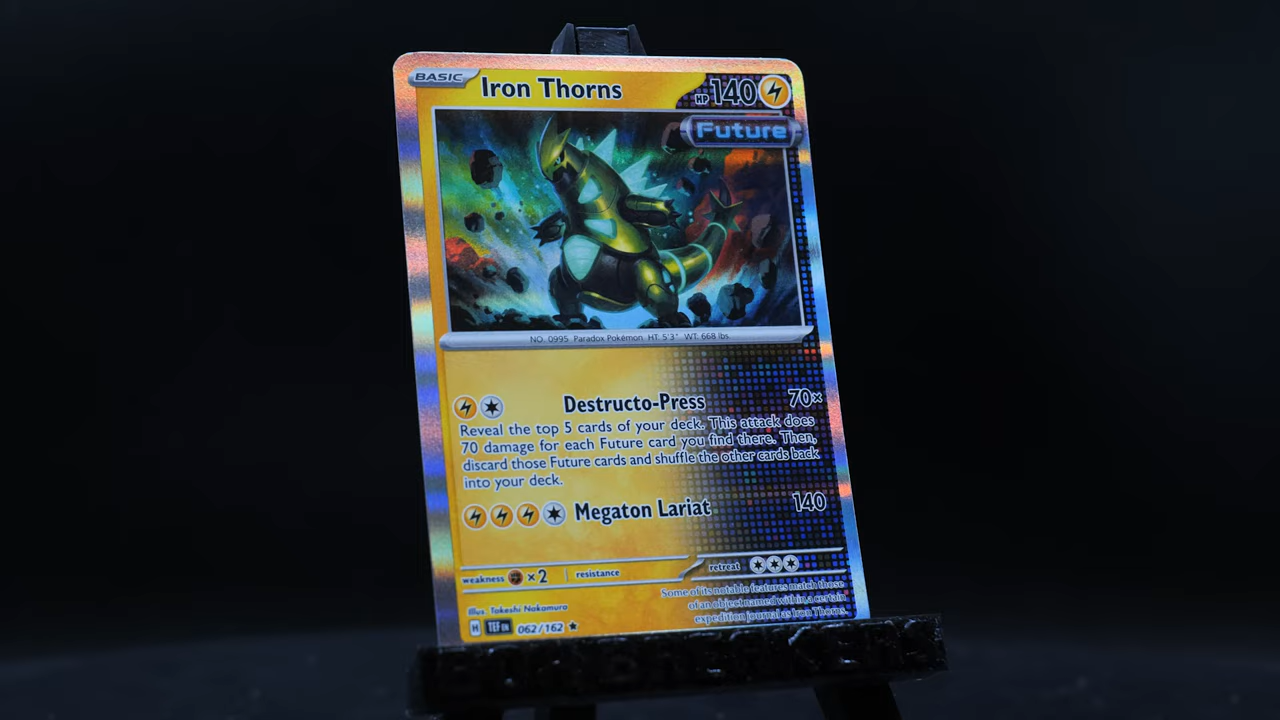 BASIC Iron Thorns HP 140
Future
NO. 0995 Paradox Pokémon HT: 5'3" WT: 668 lbs
Destructo-Press 70×
Reveal the top 5 cards of your deck. This attack does
70 damage for each Future card you find there. Then,
discard those Future cards and shuffle the other cards back
into your deck.
Megaton Lariat 140
weakness ×2 resistance retreat
Some of its notable features match those
of an object named within a certain
expedition journal as Iron Thorns.
Illus. Takeshi Nakamura
H TEF EN 062/162 ★